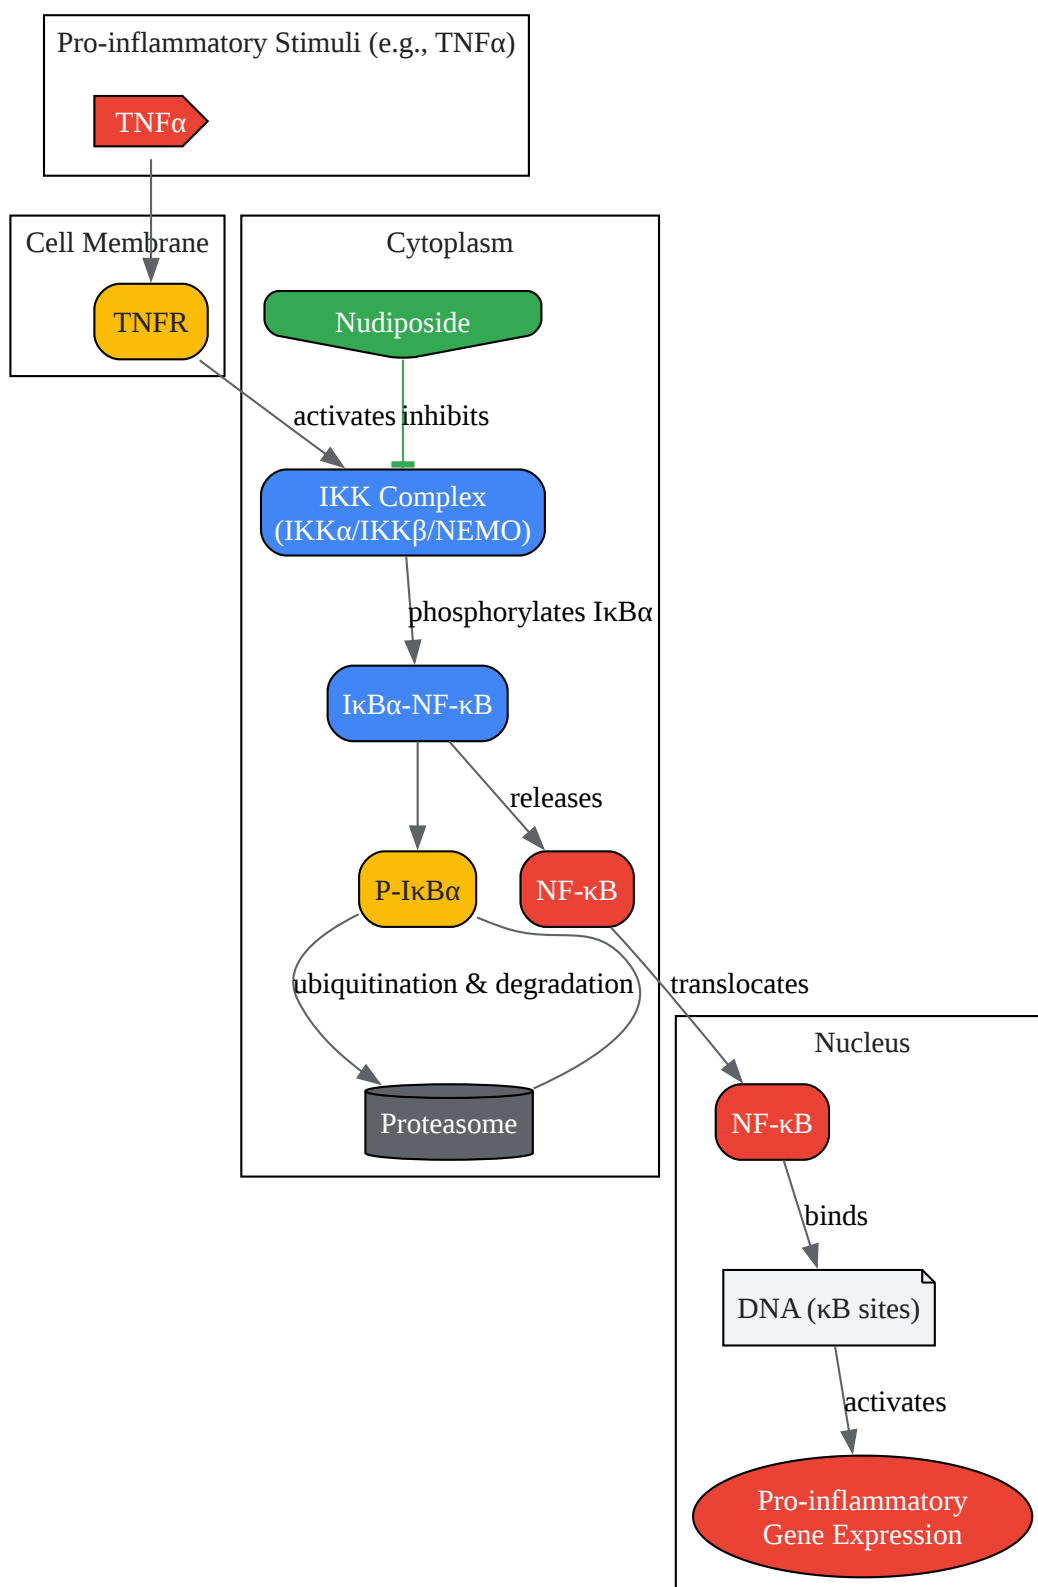 Pro-inflammatory Stimuli (e.g., TNFα)
TNFα
Cell Membrane
TNFR
Cytoplasm
Nudiposide
activates
inhibits
IKK Complex
(IKKα/IKKβ/NEMO)
phosphorylates IκBα
IκBα-NF-κB
releases
P-IκBα
NF-κB
ubiquitination & degradation
translocates
Proteasome
Nucleus
NF-κB
binds
DNA (κB sites)
activates
Pro-inflammatory
Gene Expression